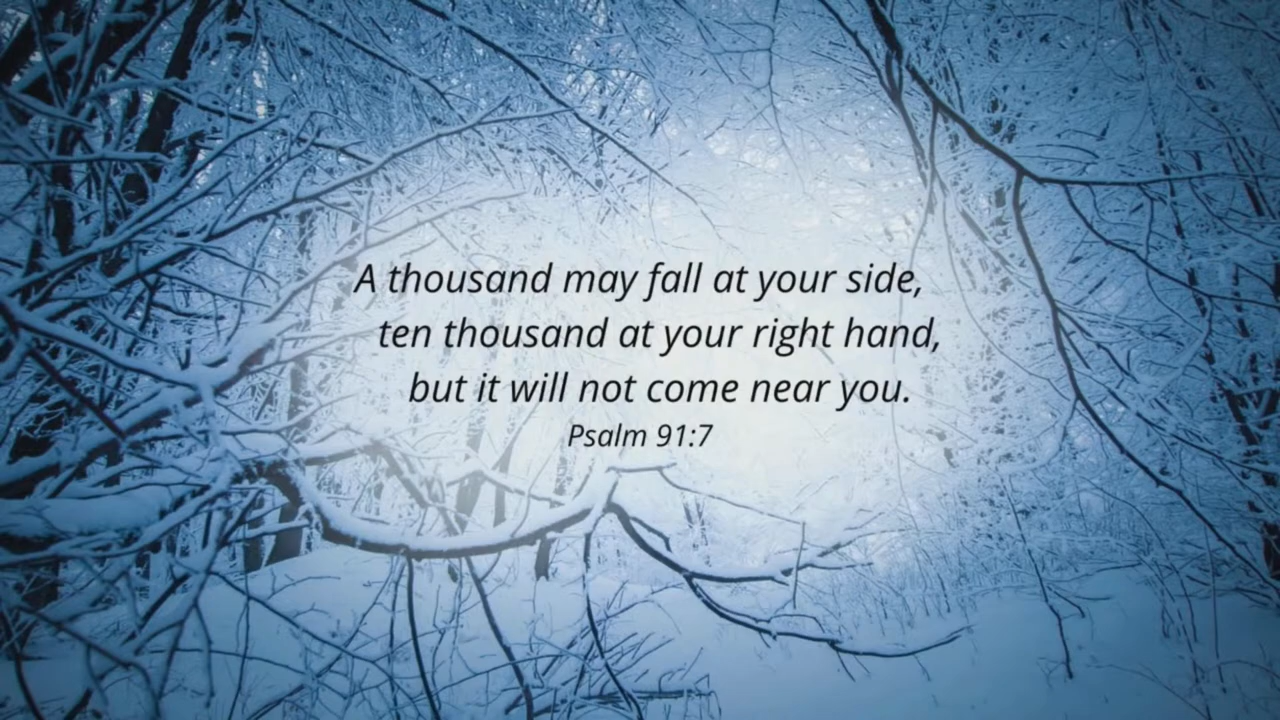 A thousand may fall at your side,
ten thousand at your right hand,
but it will not come near you.
Psalm 91:7